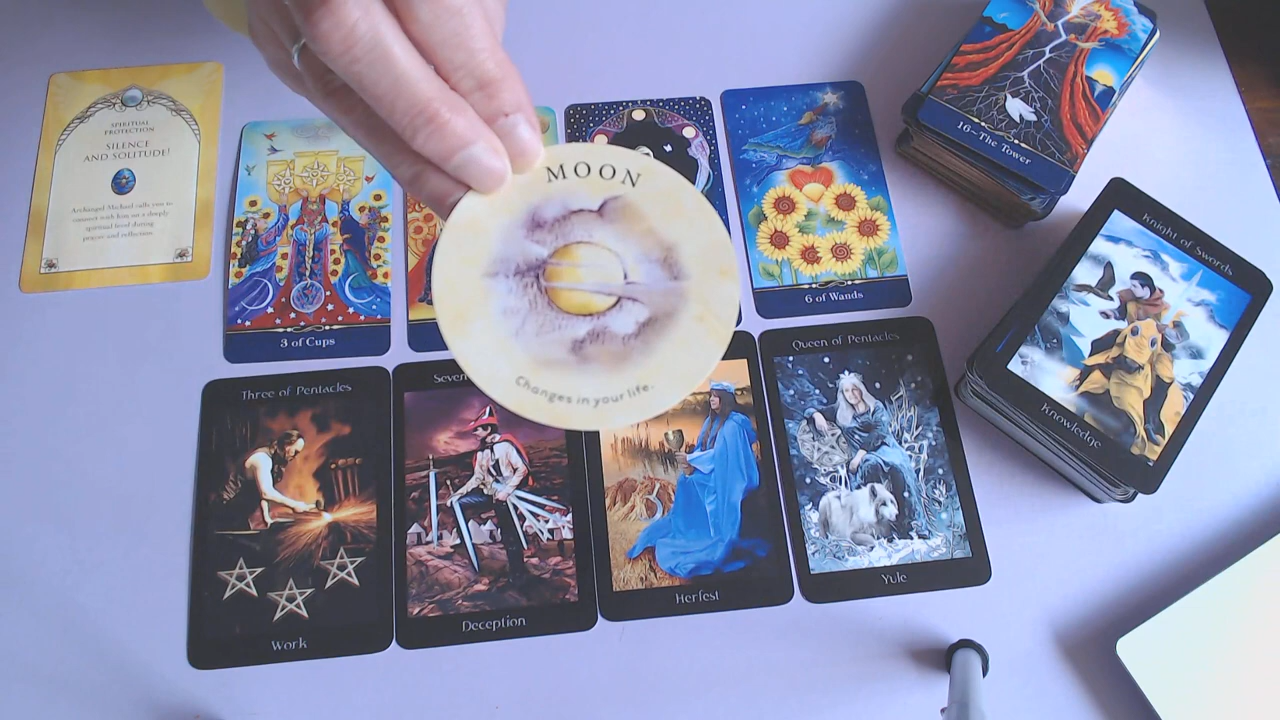 SPIRITUAL
PROTECTION
SILENCE
AND SOLITUDE!
Archangel Michael calls you to
connect with him on a deeply
spiritual level during
prayer and reflection.
3 of Cups
MOON
Changes in your life.
6 of Wands
16~The Tower
Knight of Swords
Knowledge
Three of Pentacles
Work
Seven
Deception
Herfest
Queen of Pentacles
Yule